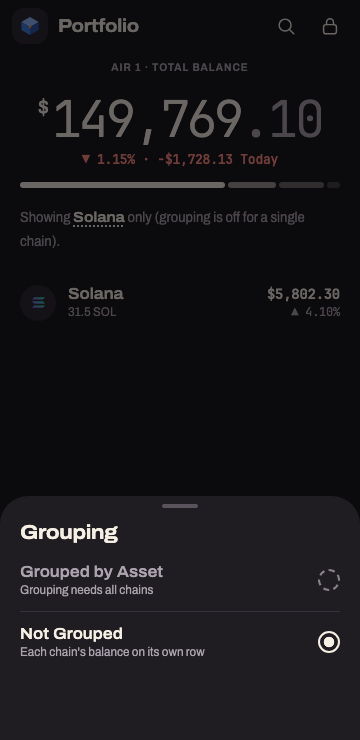 Portfolio
AIR 1 · TOTAL BALANCE
$149,769.10
▼ 1.15% · -$1,728.13 Today
Showing Solana only (grouping is off for a single
chain).
Solana $5,802.30
31.5 SOL ▲ 4.10%
Grouping
Grouped by Asset
Grouping needs all chains
Not Grouped
Each chain's balance on its own row